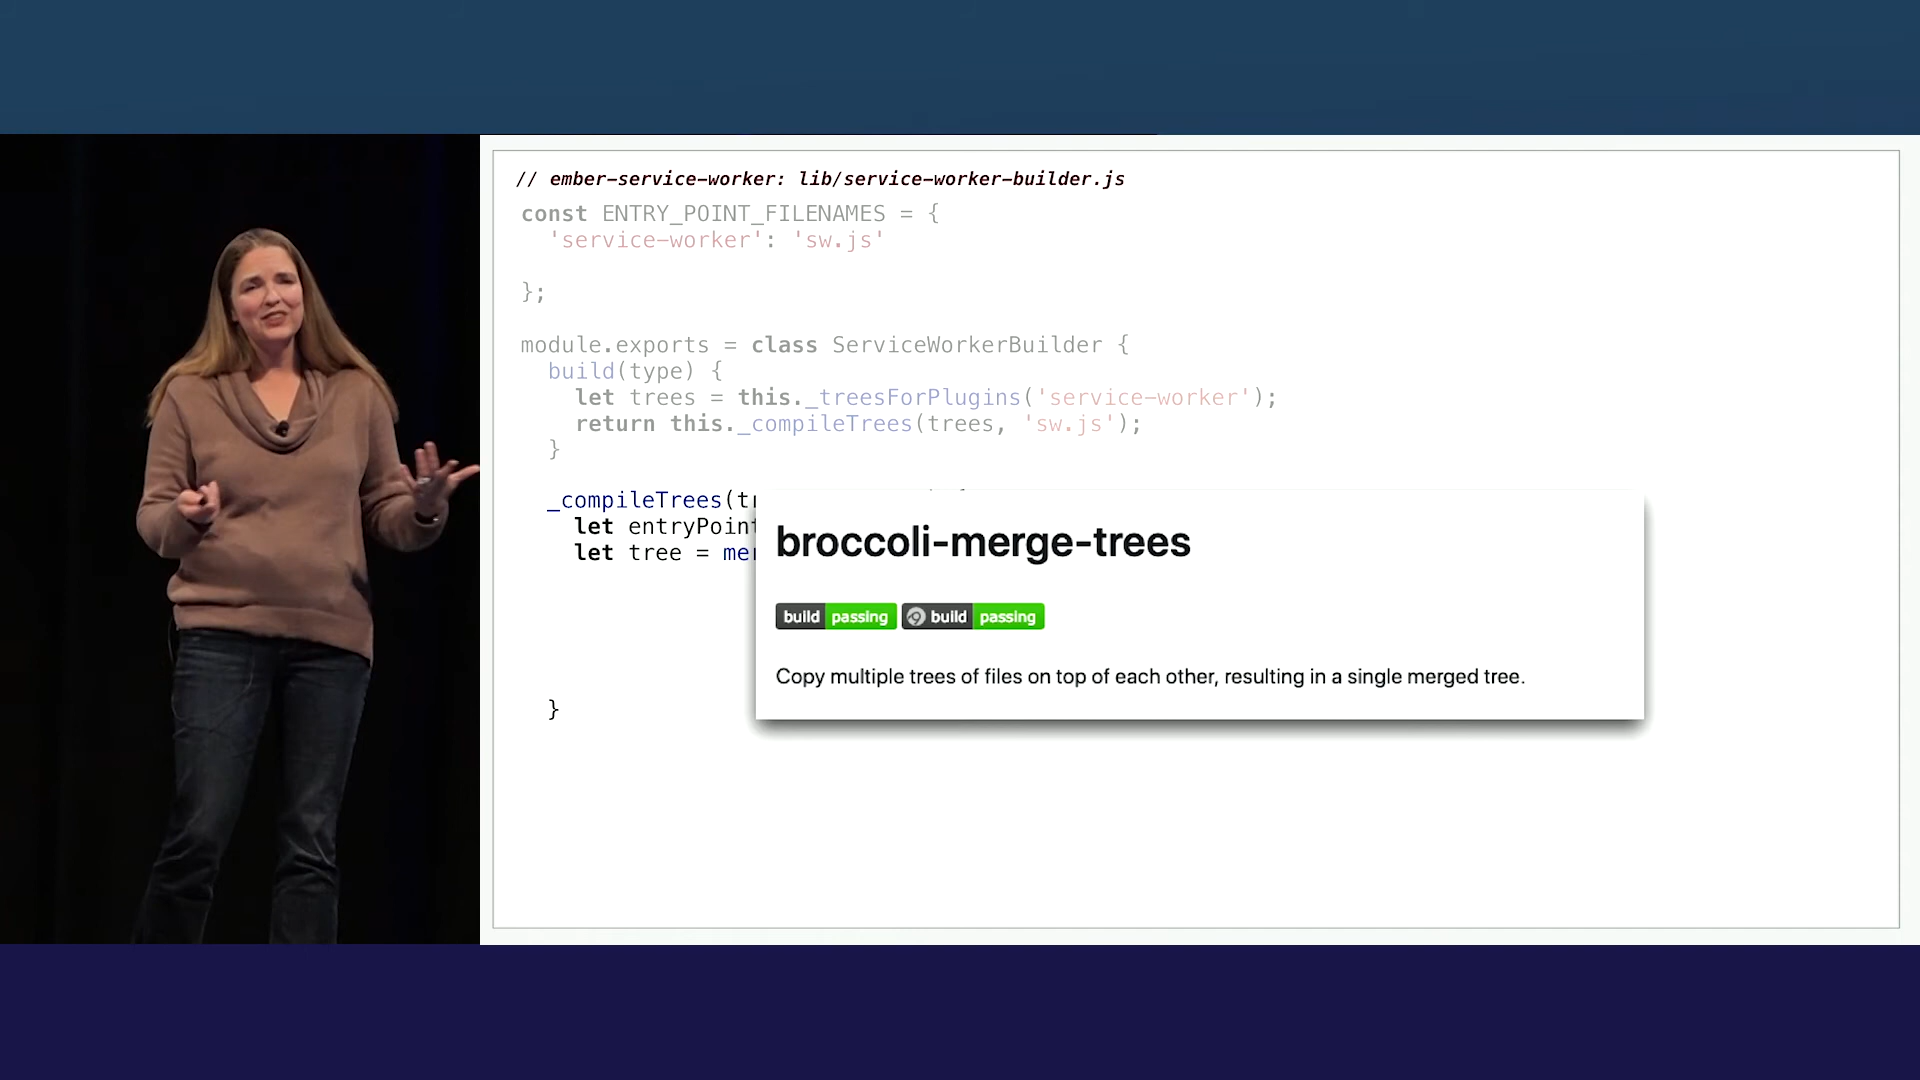 // ember-service-worker: lib/service-worker-builder.js
const ENTRY_POINT_FILENAMES = {
'service-worker': 'sw.js'
};
module.exports = class ServiceWorkerBuilder {
build(type) {
let trees = this._treesForPlugins('service-worker');
return this._compileTrees(trees, 'sw.js');
}
_compileTrees(tr
let entryPoint
let tree = mer
broccoli-merge-trees
build passing build passing
Copy multiple trees of files on top of each other, resulting in a single merged tree.
}